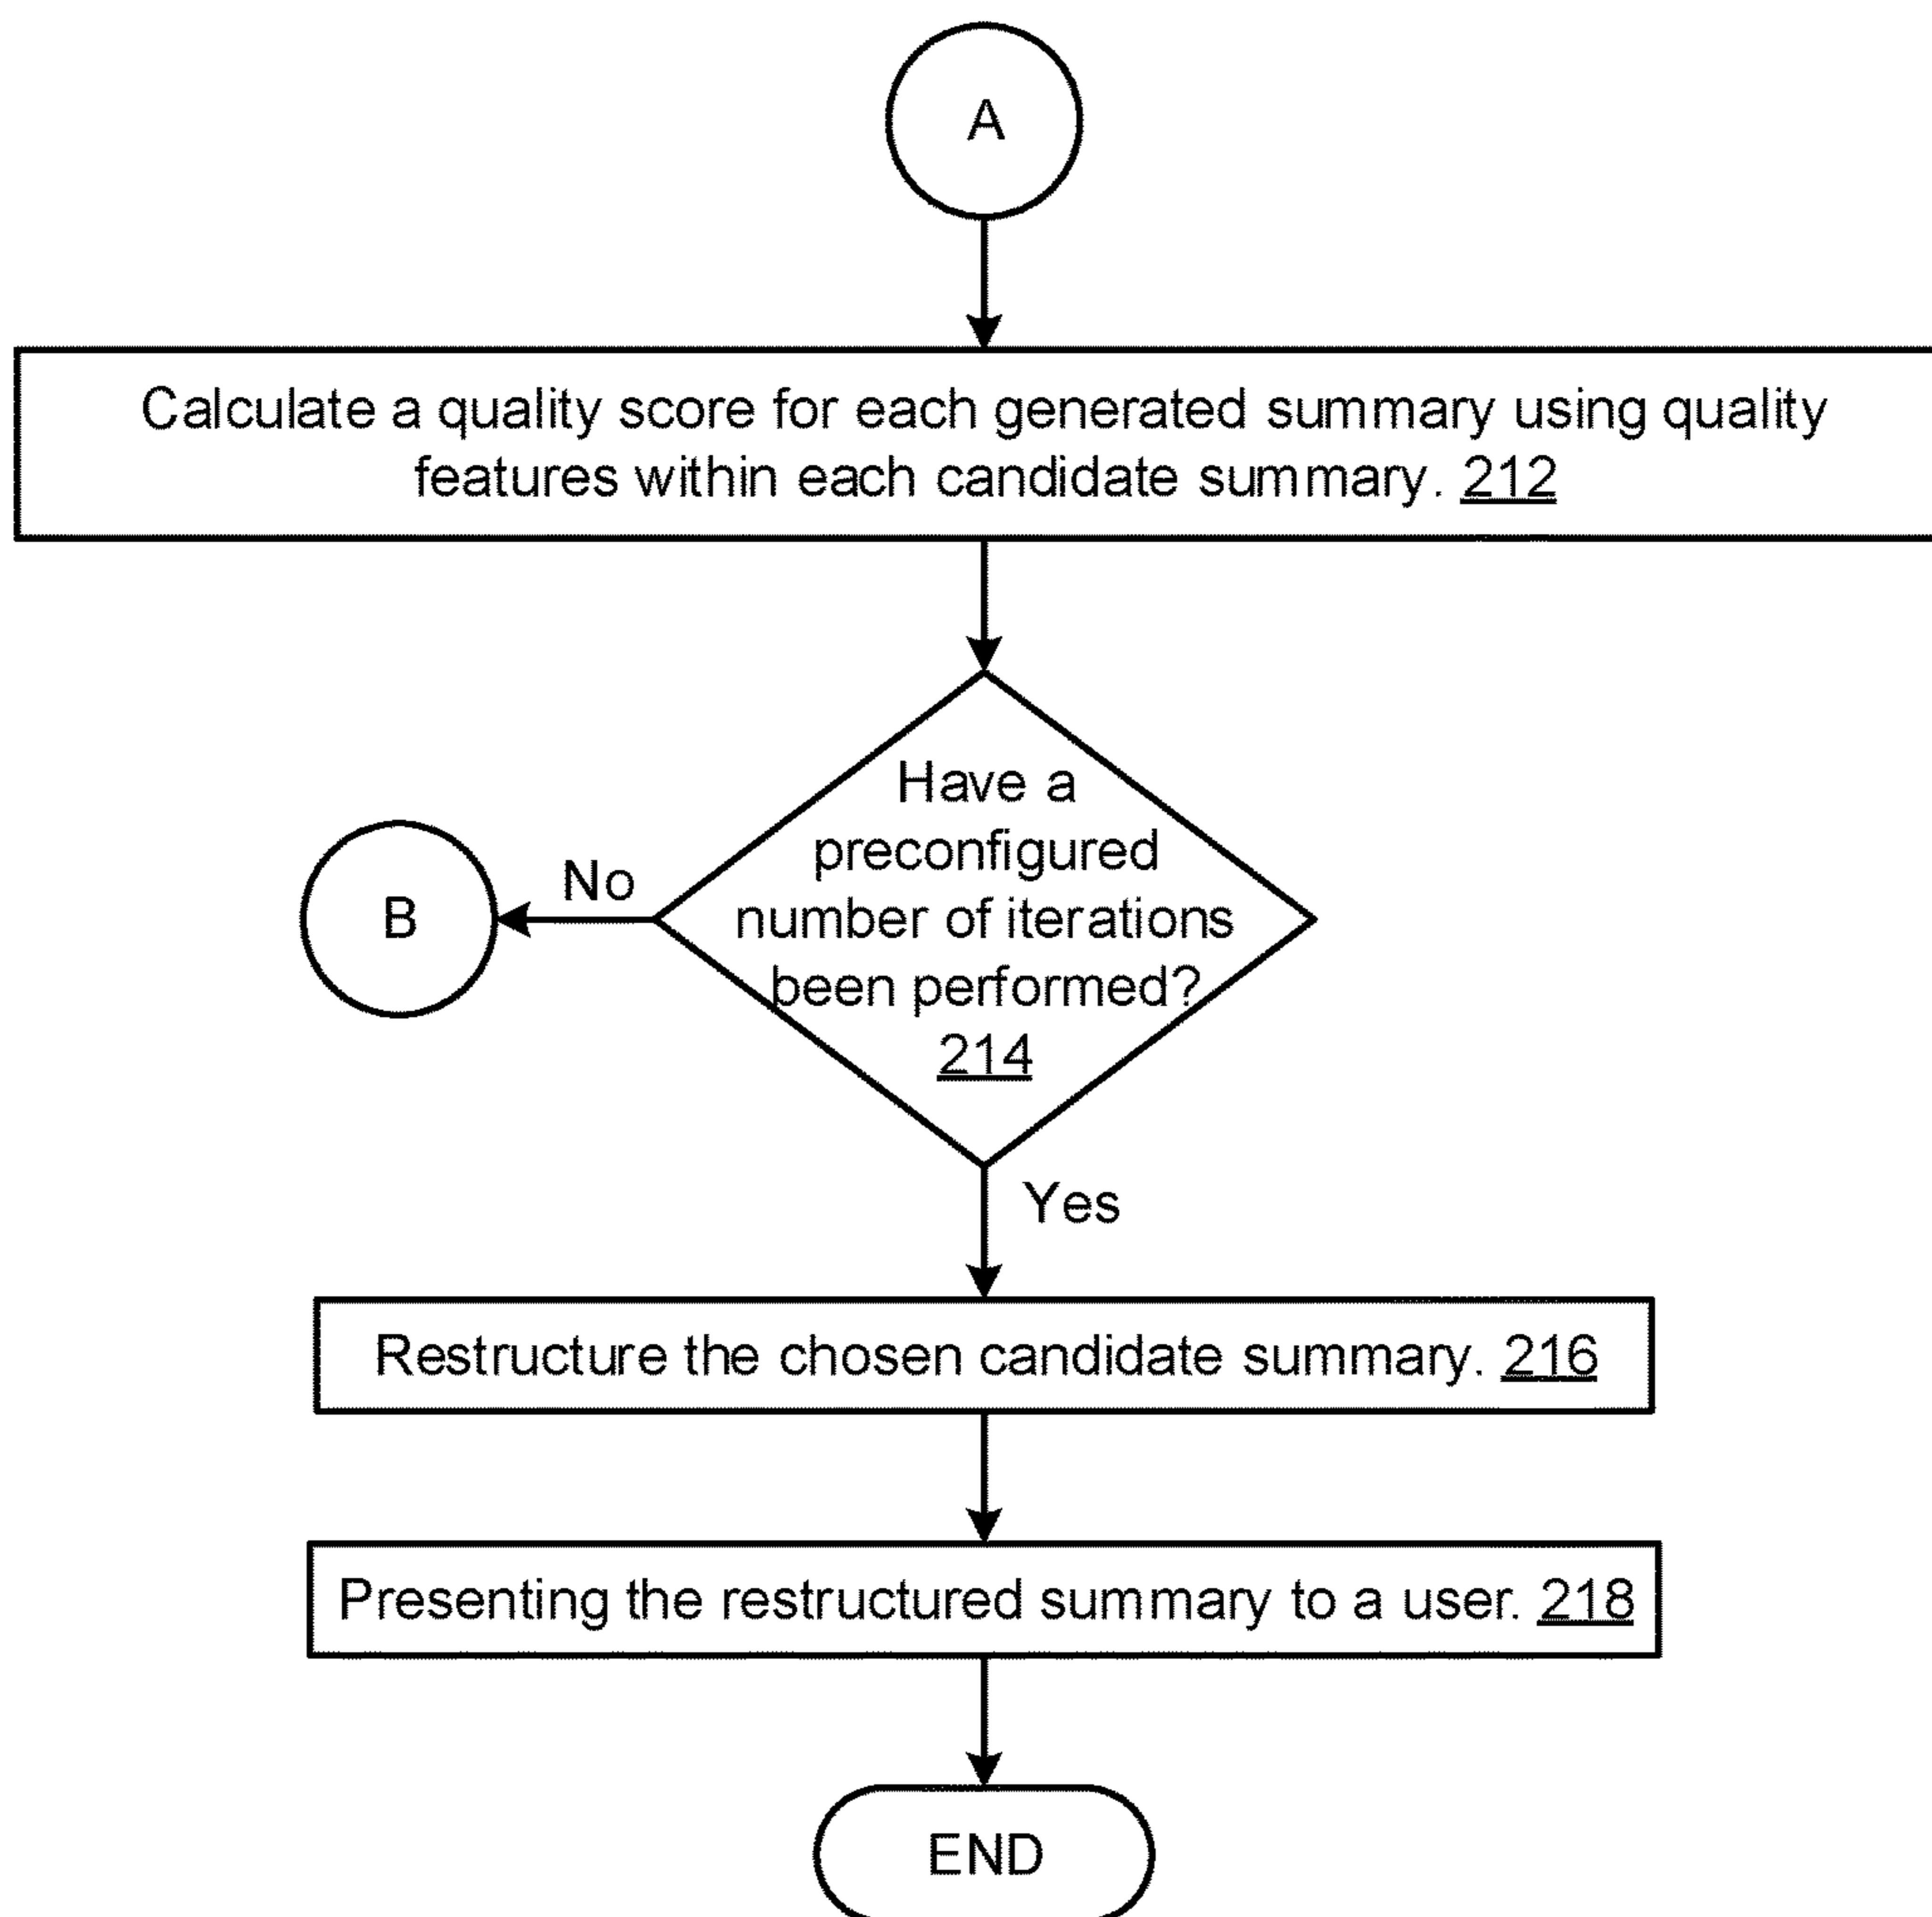 A
Calculate a quality score for each generated summary using quality
features within each candidate summary. 212
Have a
preconfigured
number of iterations
been performed?
214
No
B
Yes
Restructure the chosen candidate summary. 216
Presenting the restructured summary to a user. 218
END